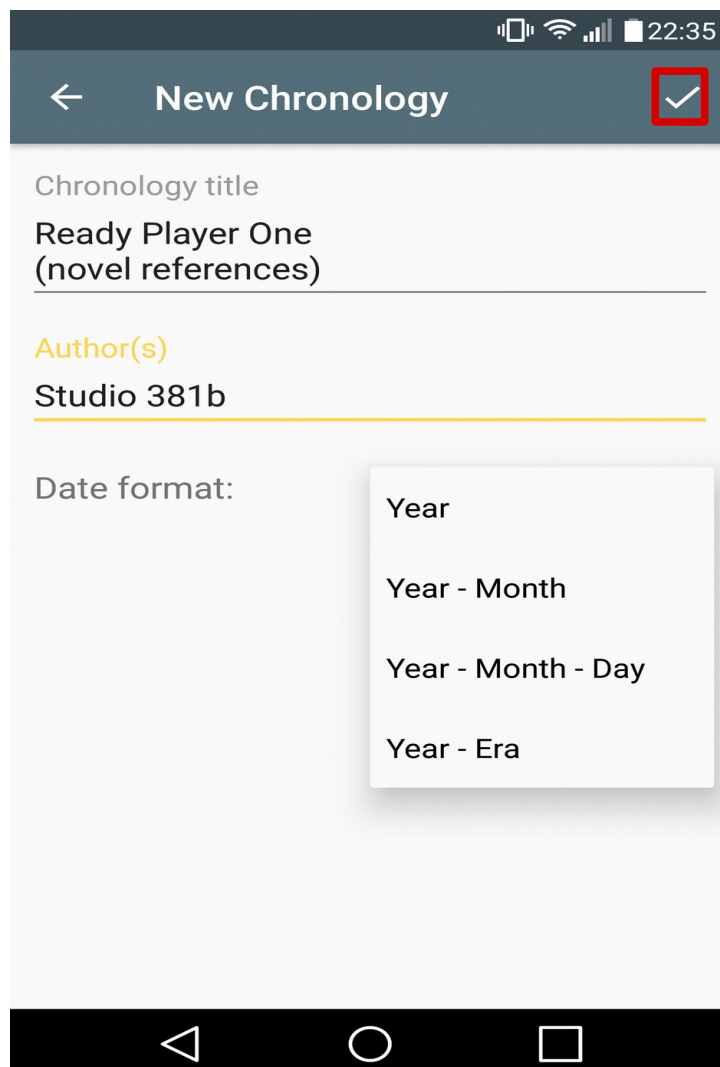 22:35
New Chronology
Chronology title
Ready Player One
(novel references)
Author(s)
Studio 381b
Date format:
Year
Year - Month
Year - Month - Day
Year - Era